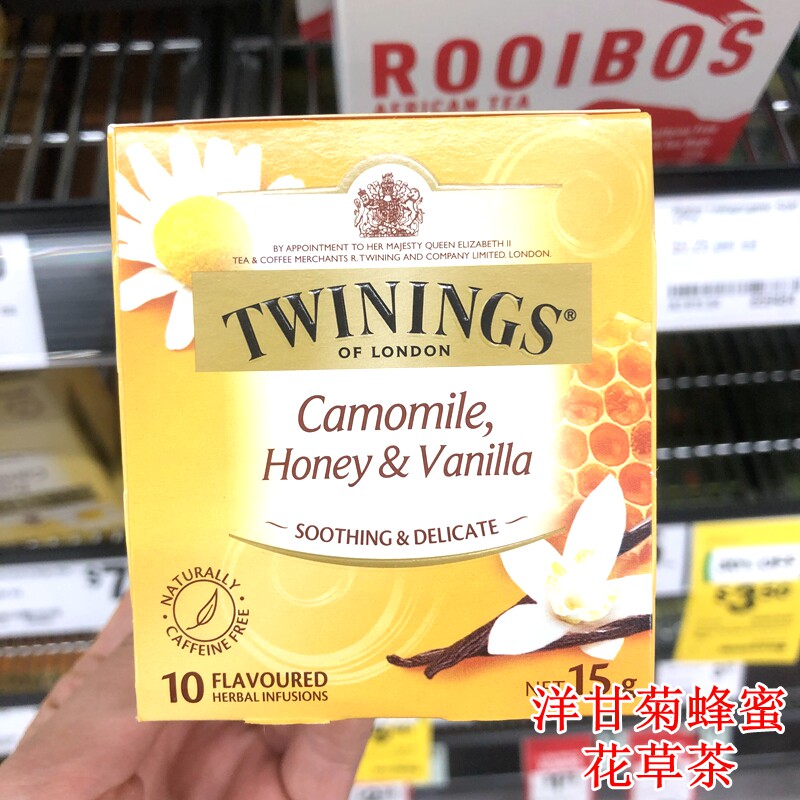 ROOIBOS
AFRICAN TEA
BY APPOINTMENT TO HER MAJESTY QUEEN ELIZABETH II
TEA & COFFEE MERCHANTS R. TWINING AND COMPANY LIMITED. LONDON.
TWININGS®
OF LONDON
Camomile,
Honey & Vanilla
SOOTHING & DELICATE
NATURALLY
CAFFEINE FREE
10 FLAVOURED
HERBAL INFUSIONS
NET 15 g
洋甘菊蜂蜜
花草茶
$7